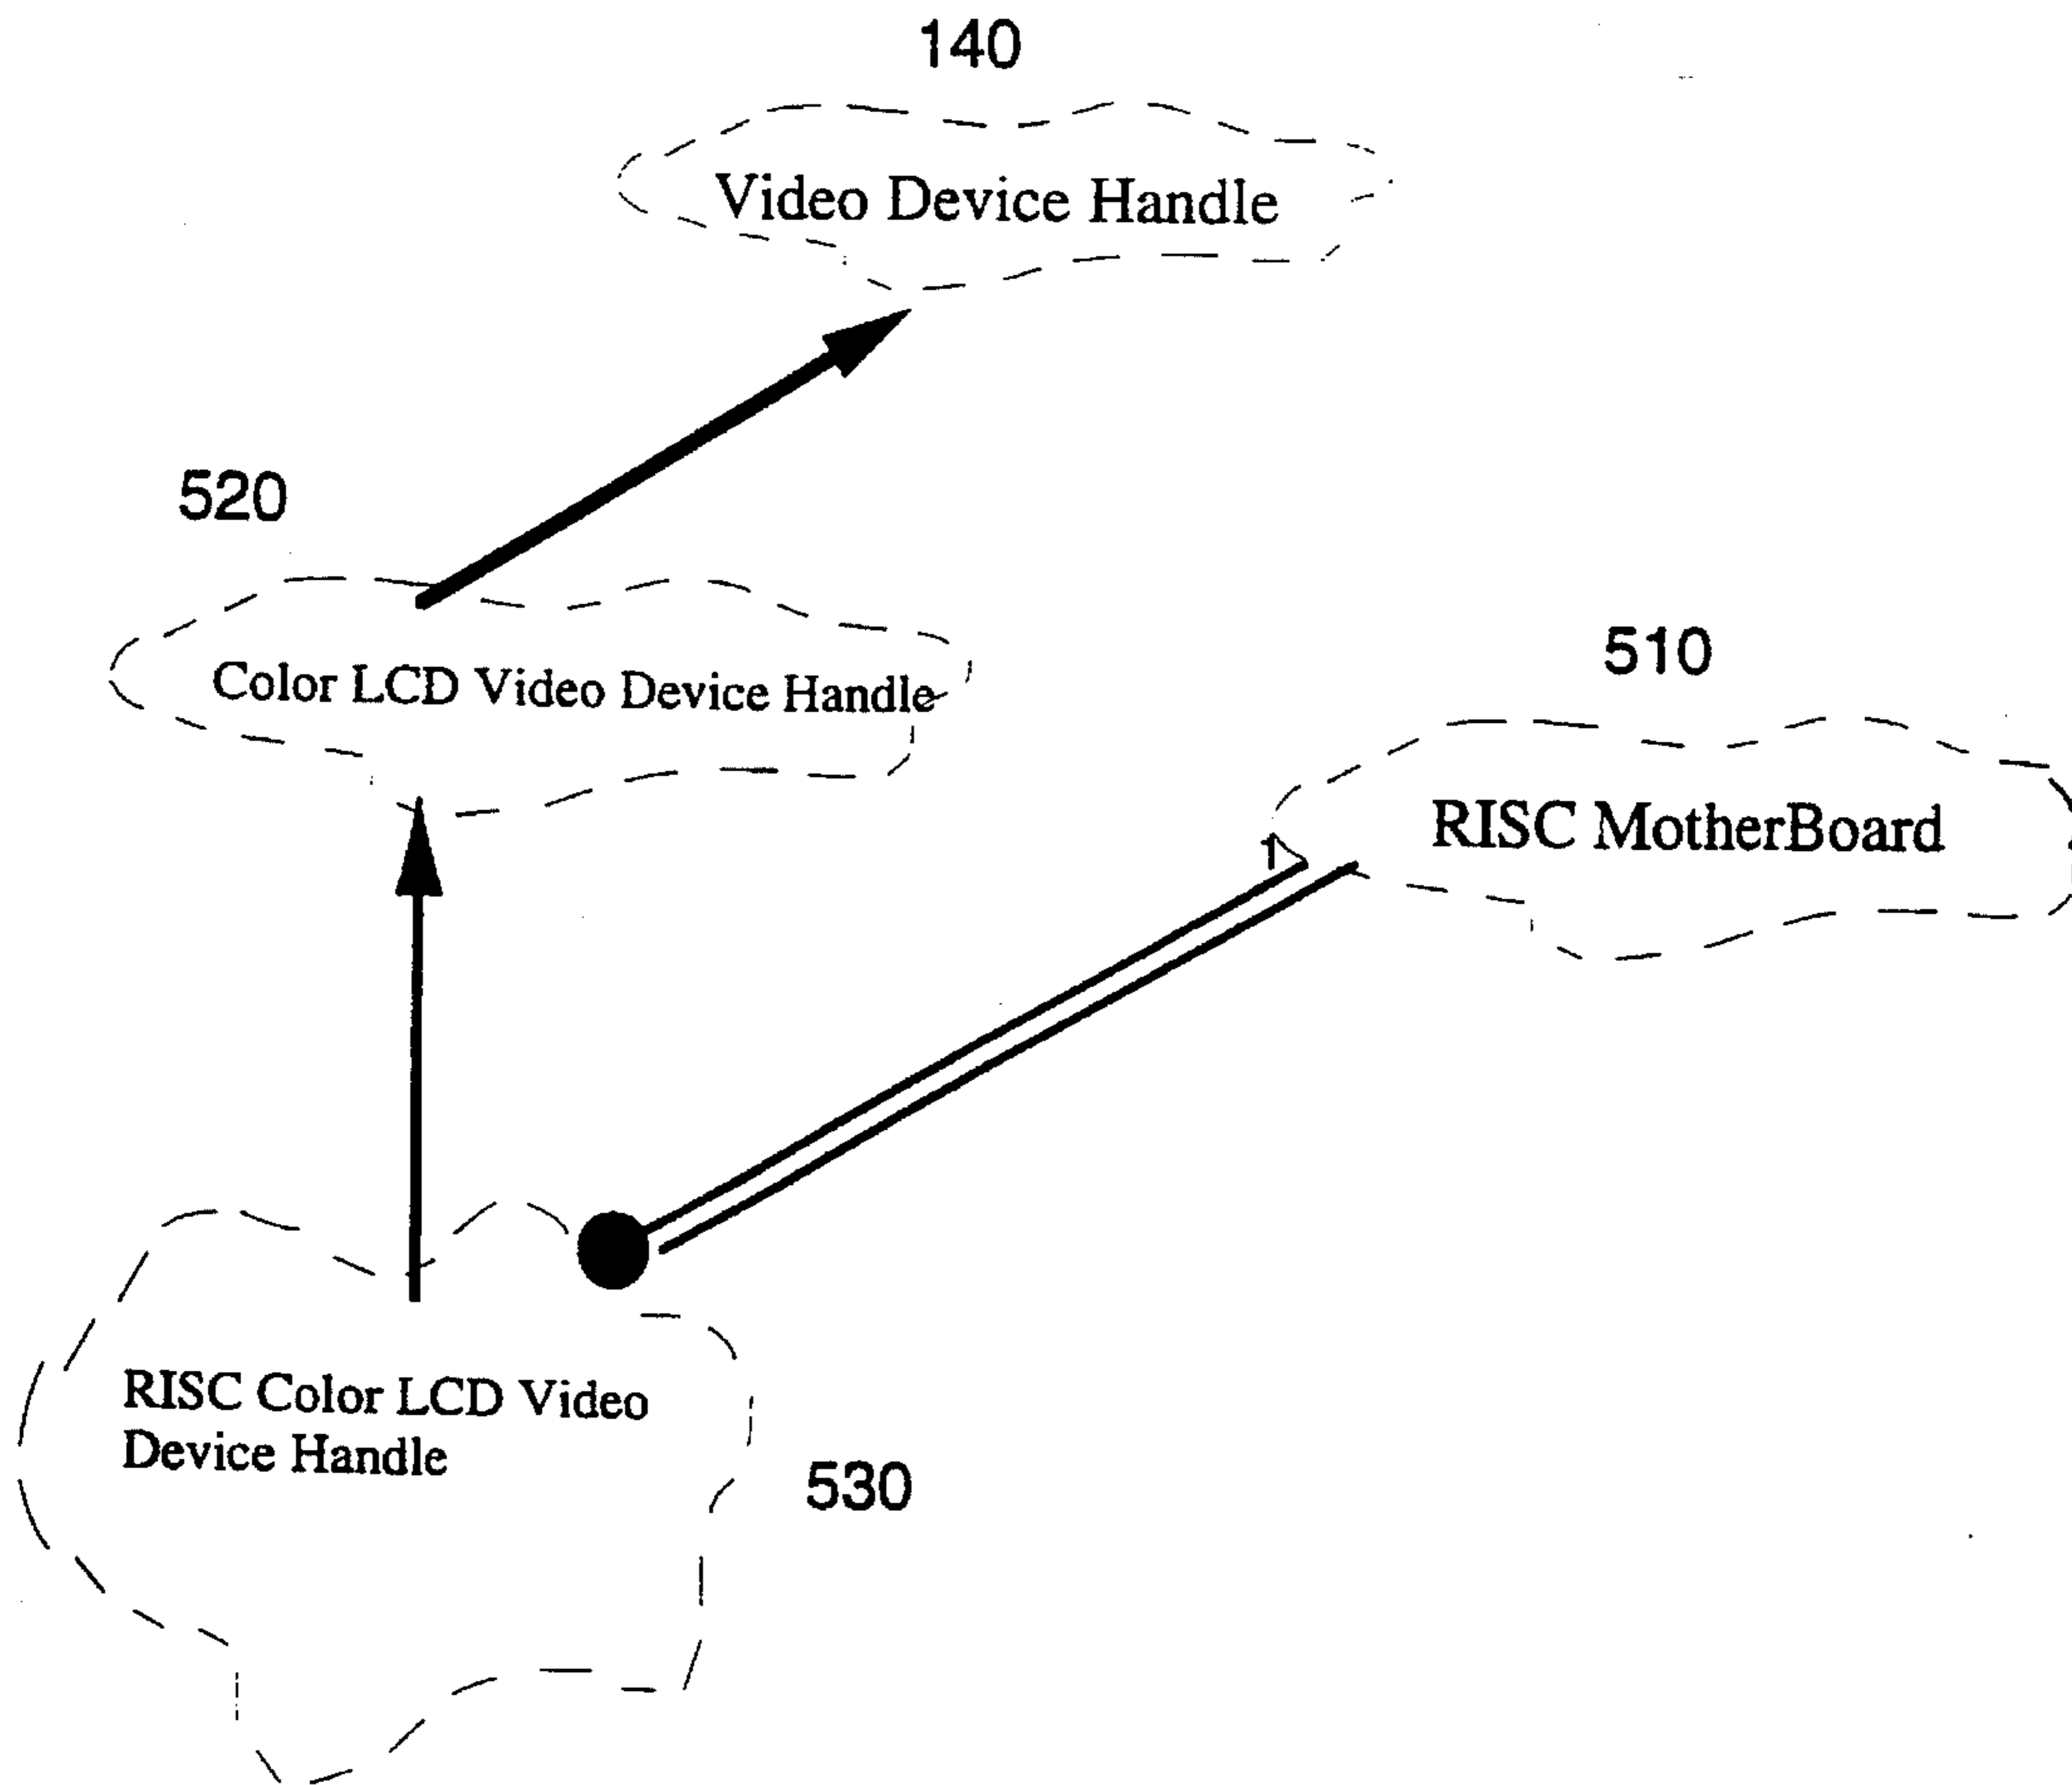 140
Video Device Handle
520
Color LCD Video Device Handle
510
RISC MotherBoard
1
RISC Color LCD Video
Device Handle
530